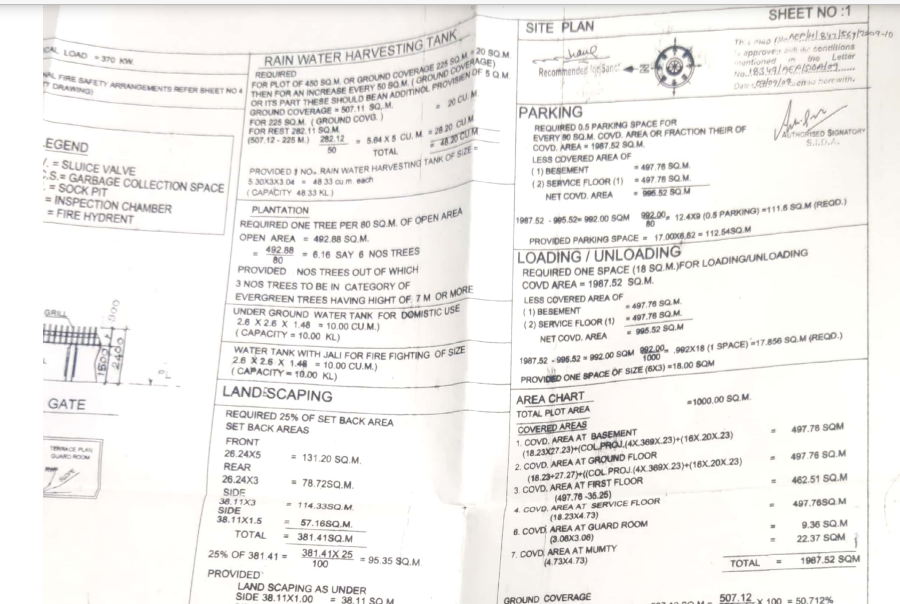 CAL LOAD = 370 KW.
NAL FIRE SAFETY ARRANGEMENTS REFER SHEET NO 4
DRAWING)
LEGEND
= SLUICE VALVE
C.S.= GARBAGE COLLECTION SPACE
= SOCK PIT
= INSPECTION CHAMBER
= FIRE HYDRENT
GRILL
GATE
TERRACE PLAN
GUARD ROOM
RAIN WATER HARVESTING TANK
REQUIRED
FOR PLOT OF 450 SQ.M. OR GROUND COVERAGE 225 SQ.M = 20 SQ.M.
THEN FOR AN INCREASE EVERY 50 SQ.M. ( GROUND COVERAGE)
OR ITS PART THESE SHOULD BEAN ADDITINOL PROVISIEN OF 5 Q.M.
GROUND COVERAGE = 507.11 SQ.M.
FOR 225 SQ.M. ( GROUND COVG. ) = 20 CU.M.
FOR REST 282.11 SQ.M.
(507.12 - 225 M.) 282.12 = 5.64 X 5 CU. M. = 28.20 CU.M
50
TOTAL = 48.20 CU.M
PROVIDED 1 NO. RAIN WATER HARVESTING TANK OF SIZE =
5.30X3X3.04 = 48.33 cu.m. each
( CAPACITY 48.33 KL )
PLANTATION
REQUIRED ONE TREE PER 80 SQ.M. OF OPEN AREA
OPEN AREA = 492.88 SQ.M.
= 492.88 = 6.16 SAY 6 NOS TREES
80
PROVIDED NOS TREES OUT OF WHICH
3 NOS TREES TO BE IN CATEGORY OF
EVERGREEN TREES HAVING HIGHT OF 7 M OR MORE
UNDER GROUND WATER TANK FOR DOMISTIC USE
2.6 X 2.6 X 1.48 = 10.00 CU.M.)
( CAPACITY = 10.00 KL)
WATER TANK WITH JALI FOR FIRE FIGHTING OF SIZE
2.6 X 2.6 X 1.48 = 10.00 CU.M.)
( CAPACITY = 10.00 KL)
LANDSCAPING
REQUIRED 25% OF SET BACK AREA
SET BACK AREAS
FRONT
26.24X5 = 131.20 SQ.M.
REAR
26.24X3 = 78.72SQ.M.
SIDE
38.11X3 = 114.33SQ.M.
SIDE
38.11X1.5 = 57.16SQ.M.
TOTAL = 381.41SQ.M
25% OF 381 41 = 381.41X 25 = 95.35 SQ.M.
100
PROVIDED
LAND SCAPING AS UNDER
SIDE 38.11X1.00 = 38.11 SQ.M
SITE PLAN
SHEET NO :1
Recommended for Sanct
approved with the conditions
mentioned in the Letter
AUTHORISED SIGNATORY
PARKING
REQUIRED 0.5 PARKING SPACE FOR
EVERY 80 SQ.M. COVD. AREA OR FRACTION THEIR OF
COVD. AREA = 1987.52 SQ.M.
LESS COVERED AREA OF
( 1) BESEMENT = 497.76 SQ.M.
( 2) SERVICE FLOOR (1) = 497.76 SQ.M.
NET COVD. AREA = 995.52 SQ.M
1987.52 - 995.52= 992.00 SQM 992.00= 12.4X9 (0.5 PARKING) =111.6 SQ.M (REQD.)
80
PROVIDED PARKING SPACE = 17.00X6.62 = 112.54SQ.M
LOADING / UNLOADING
REQUIRED ONE SPACE (18 SQ.M.)FOR LOADING/UNLOADING
COVD AREA = 1987.52 SQ.M.
LESS COVERED AREA OF
( 1) BESEMENT = 497.76 SQ.M.
( 2) SERVICE FLOOR (1) = 497.76 SQ.M.
NET COVD. AREA = 995.52 SQ.M
1987.52 - 995.52 = 992.00 SQM 992.00= .992X18 (1 SPACE) =17.856 SQ.M (REQD.)
1000
PROVIDED ONE SPACE OF SIZE (6X3) =18.00 SQM
AREA CHART
TOTAL PLOT AREA =1000.00 SQ.M.
COVERED AREAS
1. COVD. AREA AT BASEMENT = 497.76 SQM
(18.23X27.23)+(COL.PROJ.(4X.369X.23)+(16X.20X.23)
2. COVD. AREA AT GROUND FLOOR = 497.76 SQ.M
(18.23+27.27)+((COL.PROJ.(4X.369X.23)+(16X.20X.23)
3. COVD. AREA AT FIRST FLOOR = 462.51 SQ.M
(497.76 -35.25)
4. COVD. AREA AT SERVICE FLOOR = 497.76SQ.M
(18.23X4.73)
6. COVD AREA AT GUARD ROOM = 9.36 SQ.M
(3.06X3.06)
7. COVD. AREA AT MUMTY = 22.37 SQM
(4.73X4.73)
TOTAL = 1987.52 SQM
GROUND COVERAGE 507.12 X 100 = 50.712%